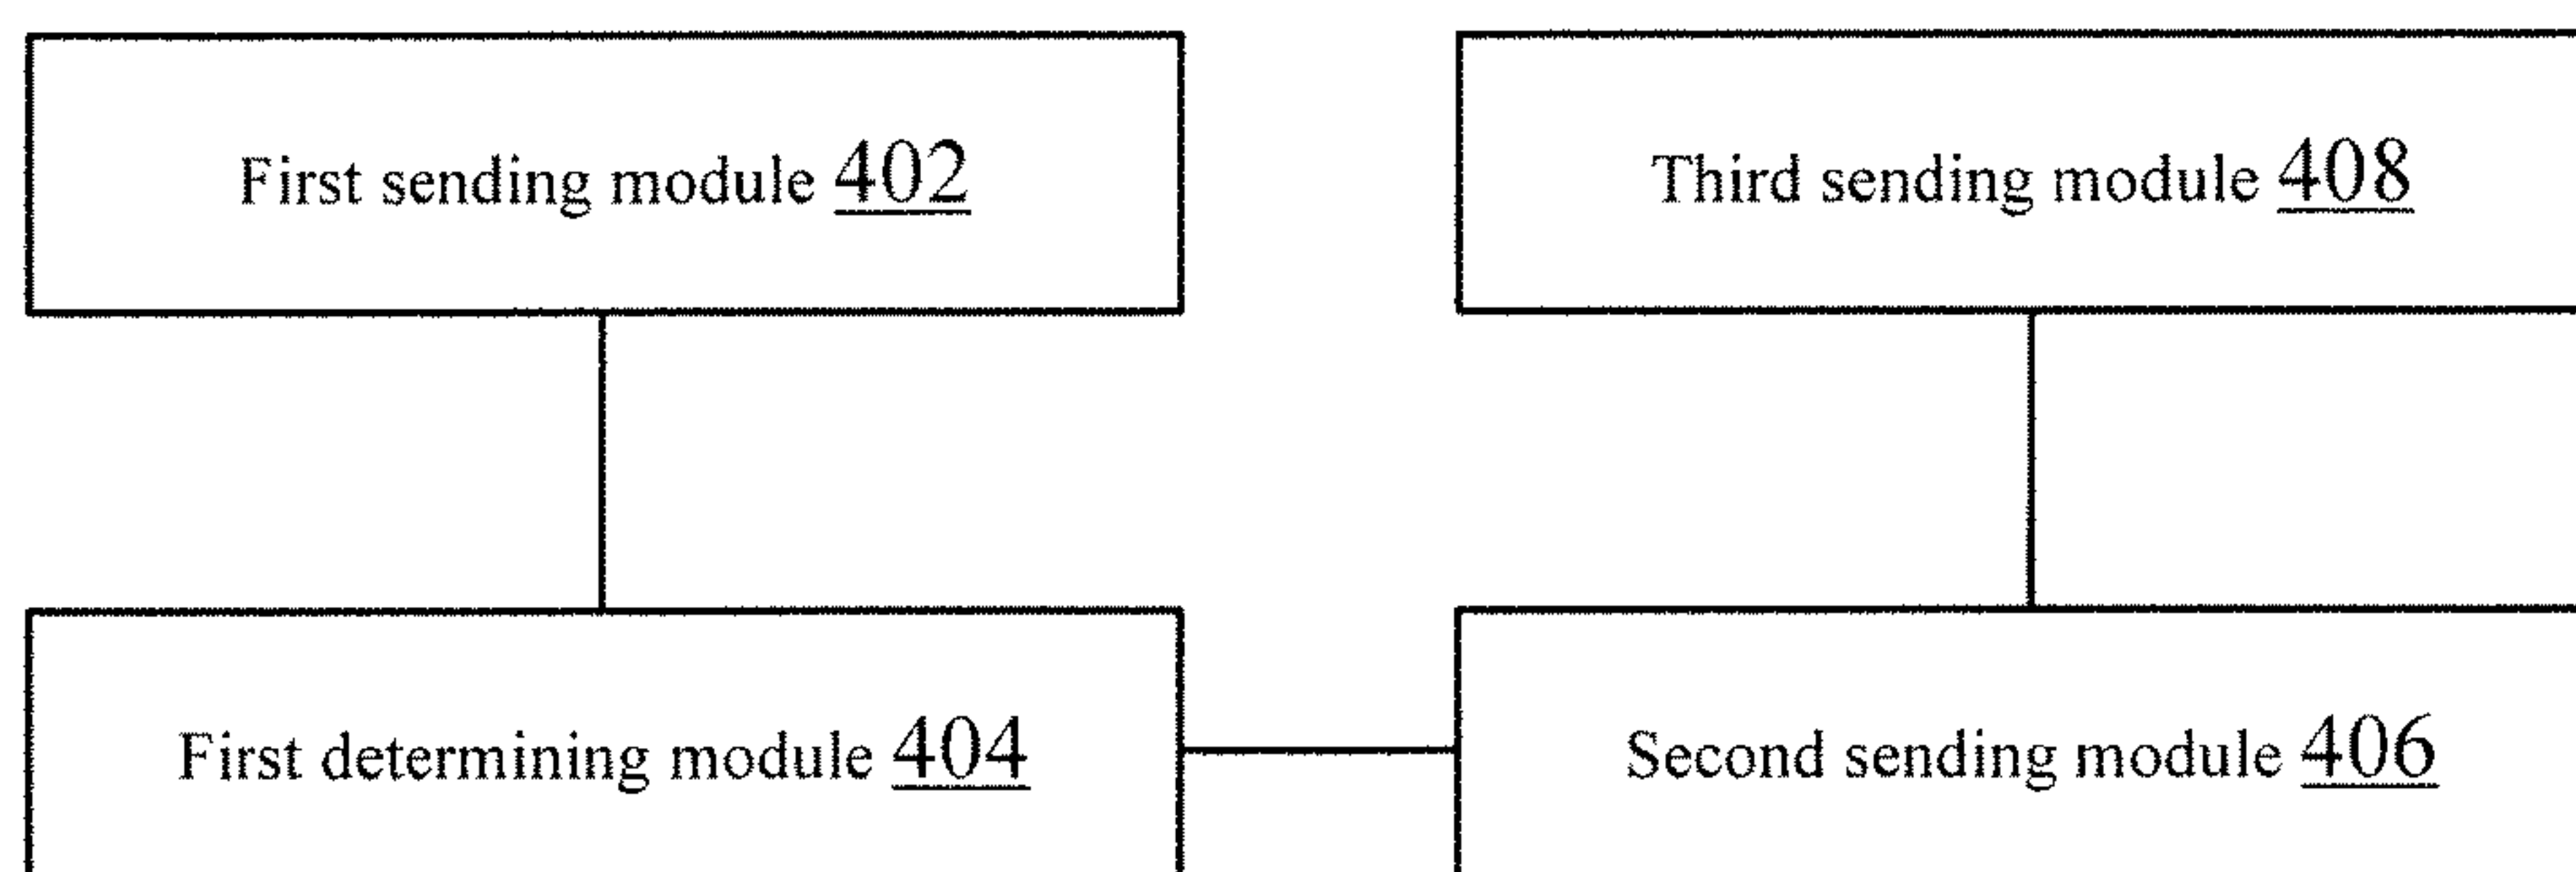 First sending module 402
Third sending module 408
First determining module 404
Second sending module 406